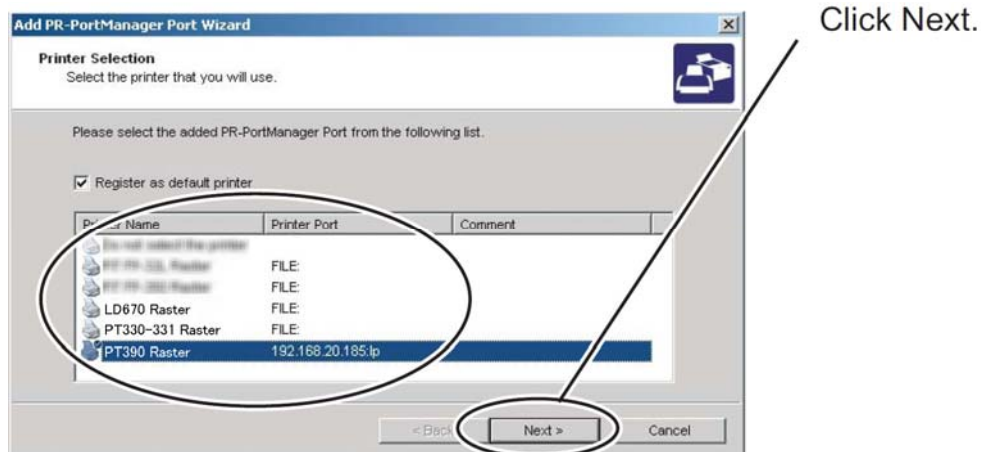 Click Next.
Add PR-PortManager Port Wizard
Printer Selection
Select the printer that you will use.
Please select the added PR-PortManager Port from the following list.
Register as default printer
Printer Name Printer Port Comment
FILE:
FILE:
LD670 Raster FILE:
PT330-331 Raster FILE:
PT390 Raster 192.168.20.185:lp
< Back Next > Cancel